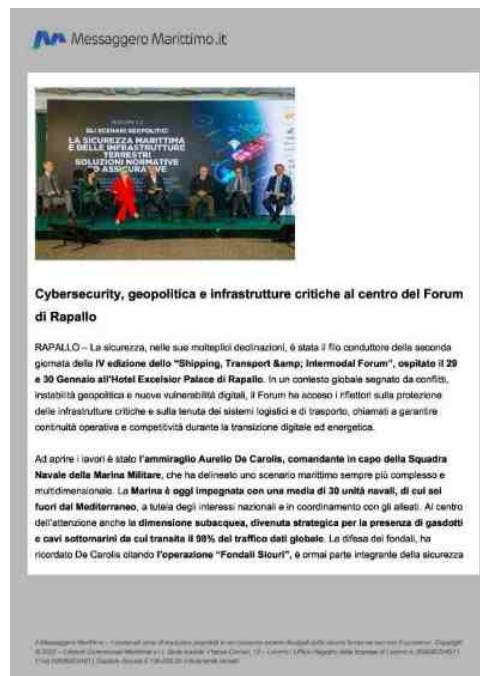 Messaggero Marittimo.it
GLI SCENARI GEOPOLITICI
LA SICUREZZA MARITTIMA
E DELLE INFRASTRUTTURE
TERRESTRI
SOLUZIONI NORMATIVE
ED ASSICURATIVE
Cybersecurity, geopolitica e infrastrutture critiche al centro del Forum
di Rapallo
RAPALLO – La sicurezza, nelle sue molteplici declinazioni, è stata il filo conduttore della seconda
giornata della IV edizione dello “Shipping, Transport &amp; Intermodal Forum”, ospitato il 29
e 30 Gennaio all'Hotel Excelsior Palace di Rapallo. In un contesto globale segnato da conflitti,
instabilità geopolitica e nuove vulnerabilità digitali, il Forum ha acceso i riflettori sulla protezione
delle infrastrutture critiche e sulla tenuta dei sistemi logistici e di trasporto, chiamati a garantire
continuità operativa e competitività durante la transizione digitale ed energetica.
Ad aprire i lavori è stato l'ammiraglio Aurelio De Carolis, comandante in capo della Squadra
Navale della Marina Militare, che ha delineato uno scenario marittimo sempre più complesso e
multidimensionale. La Marina è oggi impegnata con una media di 30 unità navali, di cui sei
fuori dal Mediterraneo, a tutela degli interessi nazionali e in coordinamento con gli alleati. Al centro
dell'attenzione anche la dimensione subacquea, divenuta strategica per la presenza di gasdotti
e cavi sottomarini da cui transita il 98% del traffico dati globale. La difesa dei fondali, ha
ricordato De Carolis citando l'operazione “Fondali Sicuri”, è ormai parte integrante della sicurezza